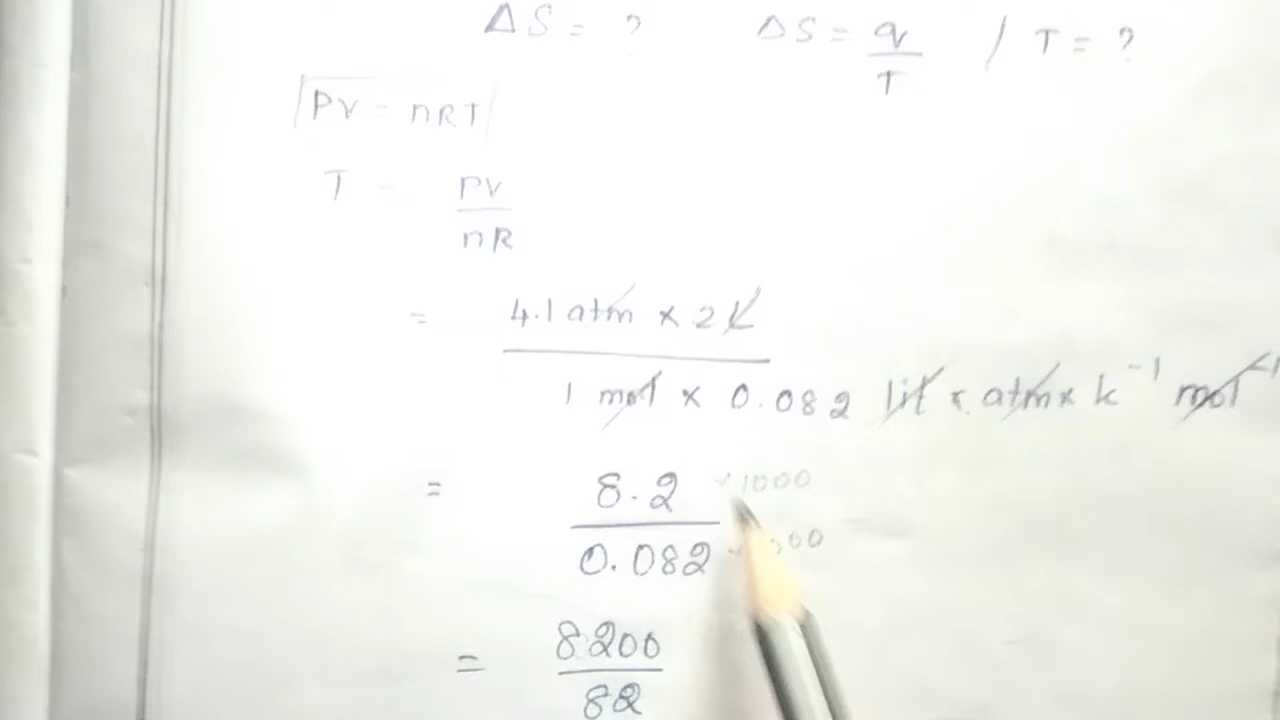 ΔS = ? ΔS = q/T / T = ?
PV = nRT
T = PV/nR
= 4.1 atm × 2 L / 1 mol × 0.082 lit × atm × k⁻¹ mol⁻¹
= 8.2 × 1000 / 0.082
= 8200/82